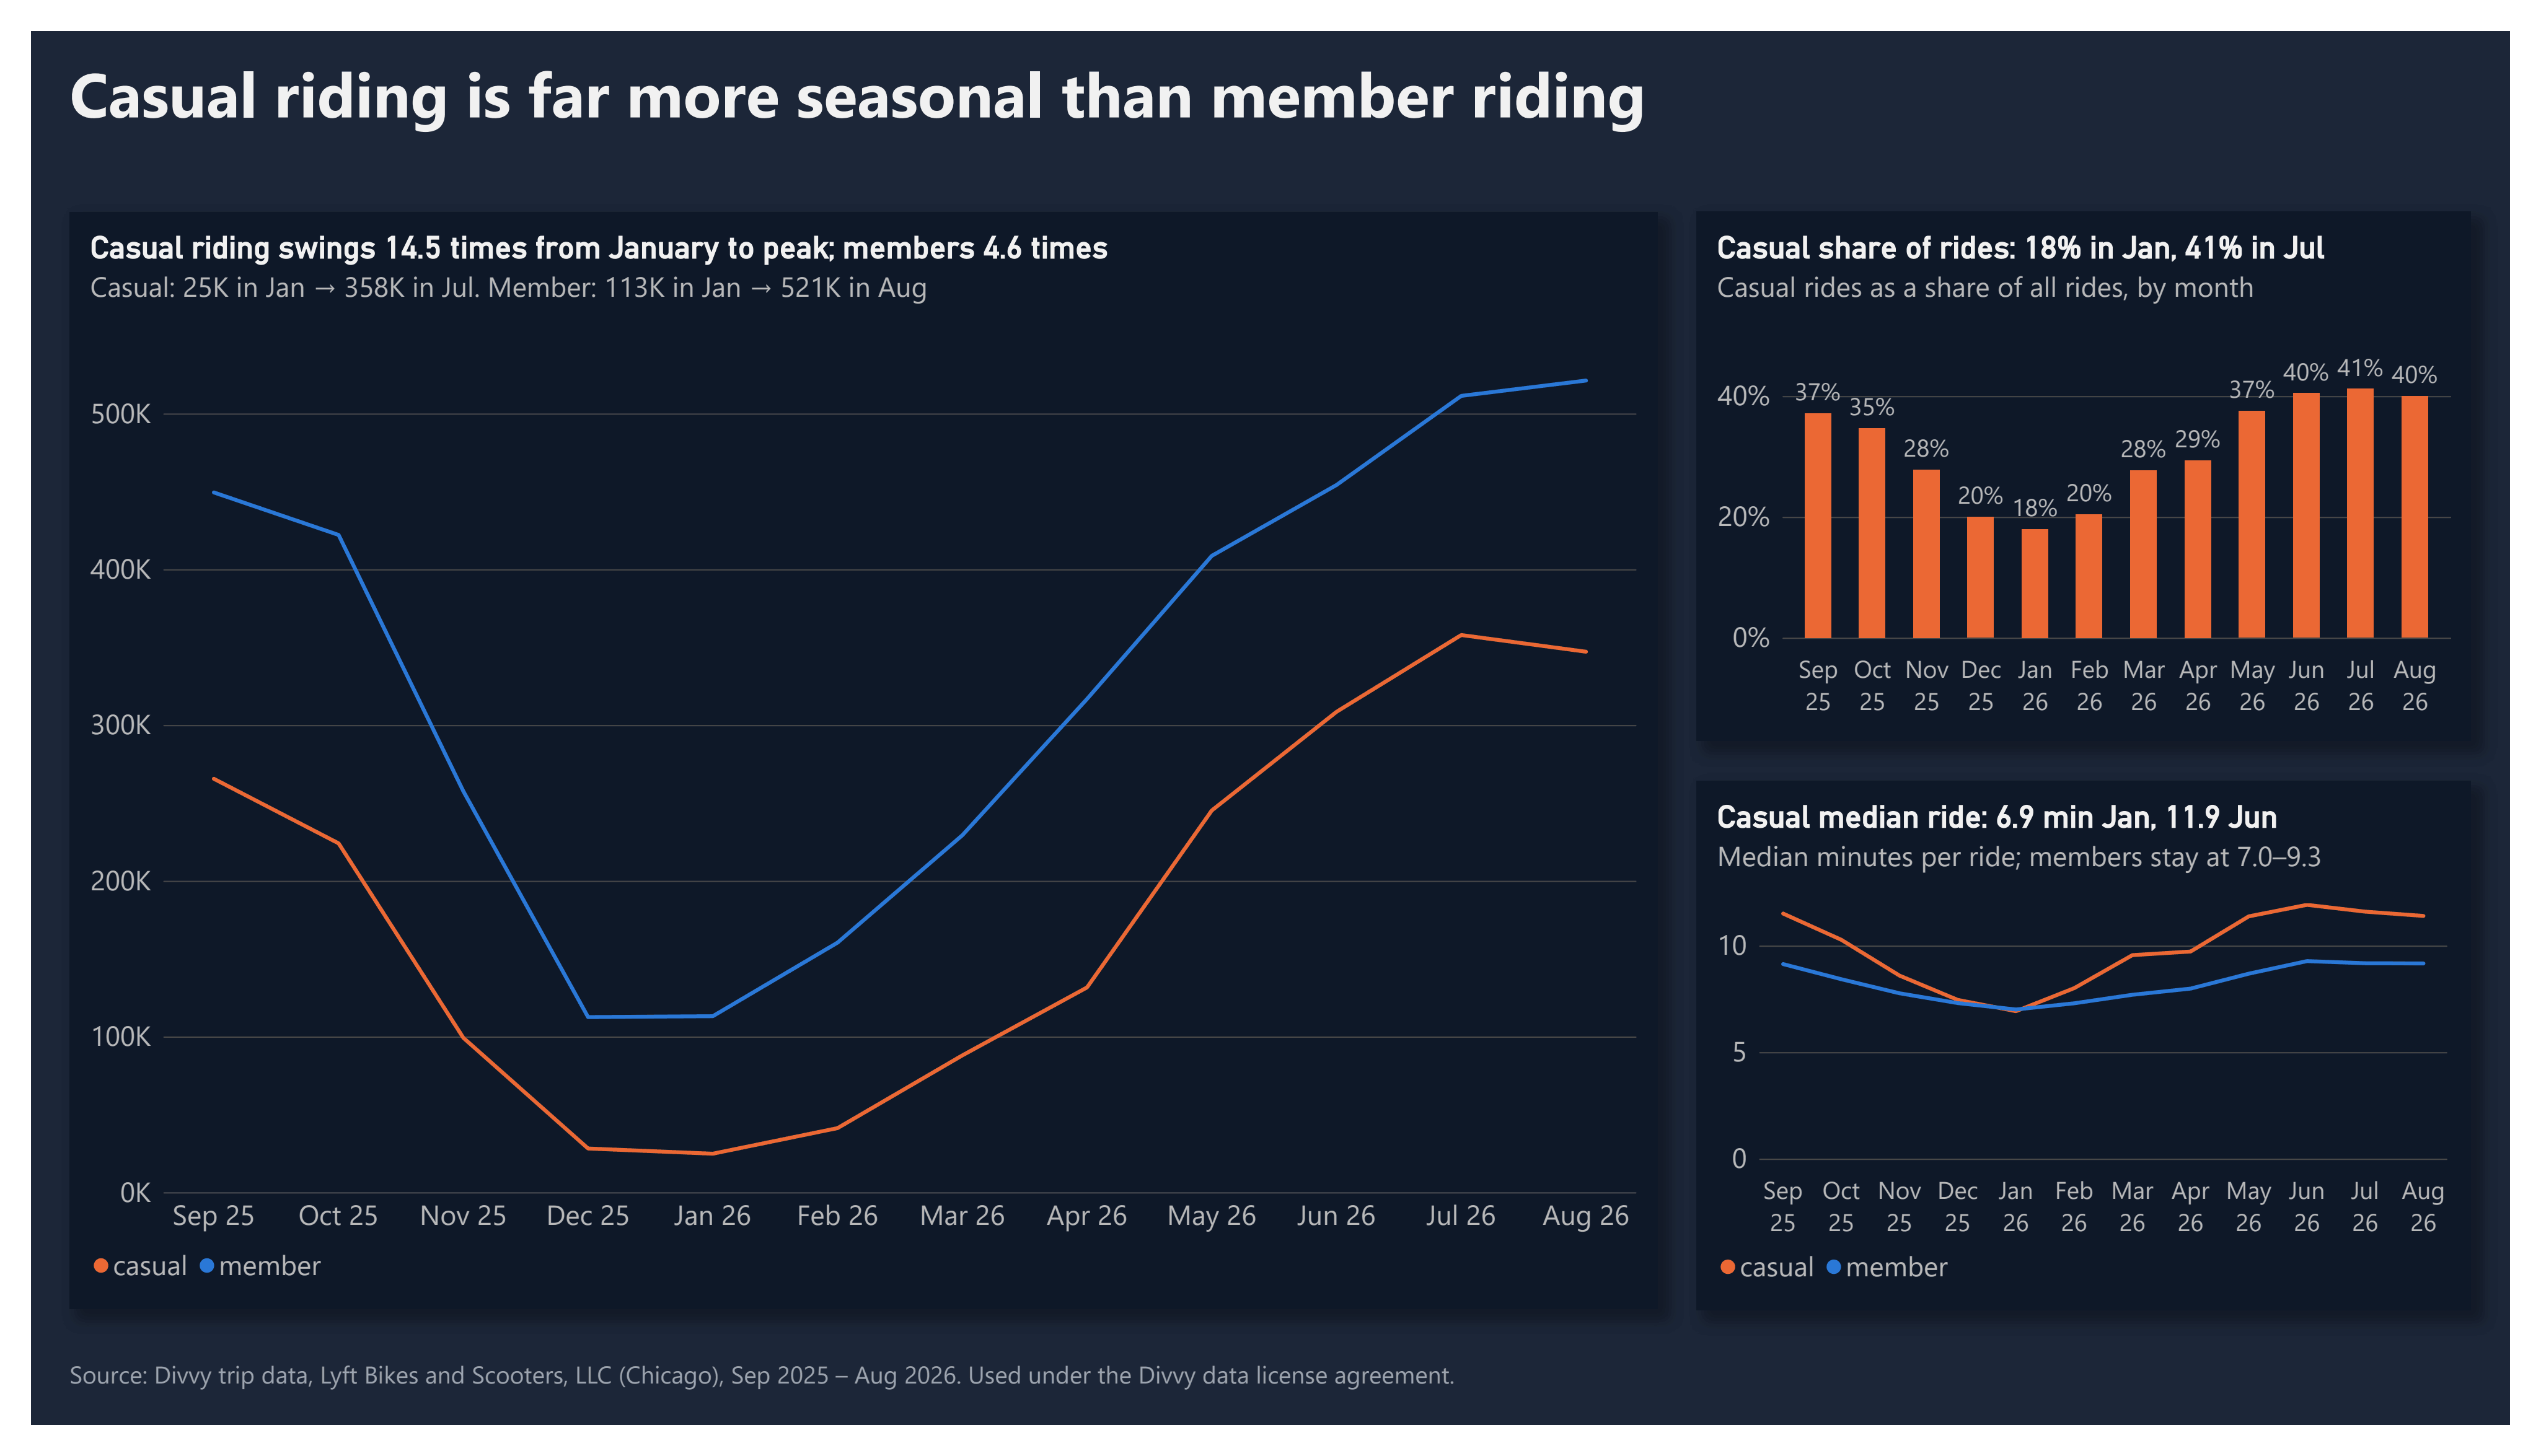 Casual riding is far more seasonal than member riding
Casual riding swings 14.5 times from January to peak; members 4.6 times
Casual: 25K in Jan → 358K in Jul. Member: 113K in Jan → 521K in Aug
500K
400K
300K
200K
100K
0K
Sep 25 Oct 25 Nov 25 Dec 25 Jan 26 Feb 26 Mar 26 Apr 26 May 26 Jun 26 Jul 26 Aug 26
casual member
Casual share of rides: 18% in Jan, 41% in Jul
Casual rides as a share of all rides, by month
40%
20%
0%
37% 35% 28% 20% 18% 20% 28% 29% 37% 40% 41% 40%
Sep Oct Nov Dec Jan Feb Mar Apr May Jun Jul Aug
25 25 25 25 26 26 26 26 26 26 26 26
Casual median ride: 6.9 min Jan, 11.9 Jun
Median minutes per ride; members stay at 7.0–9.3
10
5
0
Sep Oct Nov Dec Jan Feb Mar Apr May Jun Jul Aug
25 25 25 25 26 26 26 26 26 26 26 26
casual member
Source: Divvy trip data, Lyft Bikes and Scooters, LLC (Chicago), Sep 2025 – Aug 2026. Used under the Divvy data license agreement.